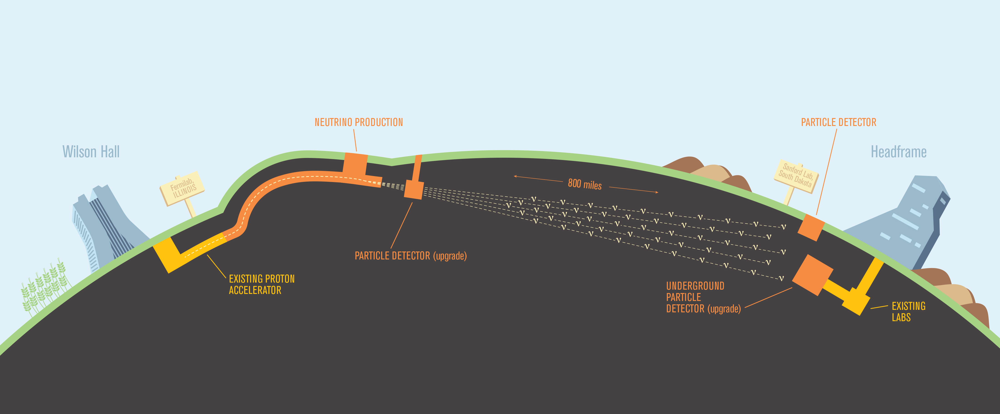 NEUTRINO PRODUCTION
PARTICLE DETECTOR
Wilson Hall
Headframe
Fermilab,
ILLINOIS
Sanford Lab,
South Dakota
800 miles
ν ν ν ν ν ν ν ν ν ν
ν ν ν ν ν ν ν ν ν ν
ν ν ν ν ν ν ν ν ν ν ν
ν ν ν ν ν ν ν ν ν ν
ν ν ν ν ν ν ν ν ν ν
PARTICLE DETECTOR (upgrade)
EXISTING PROTON
ACCELERATOR
UNDERGROUND
PARTICLE
DETECTOR (upgrade)
EXISTING
LABS